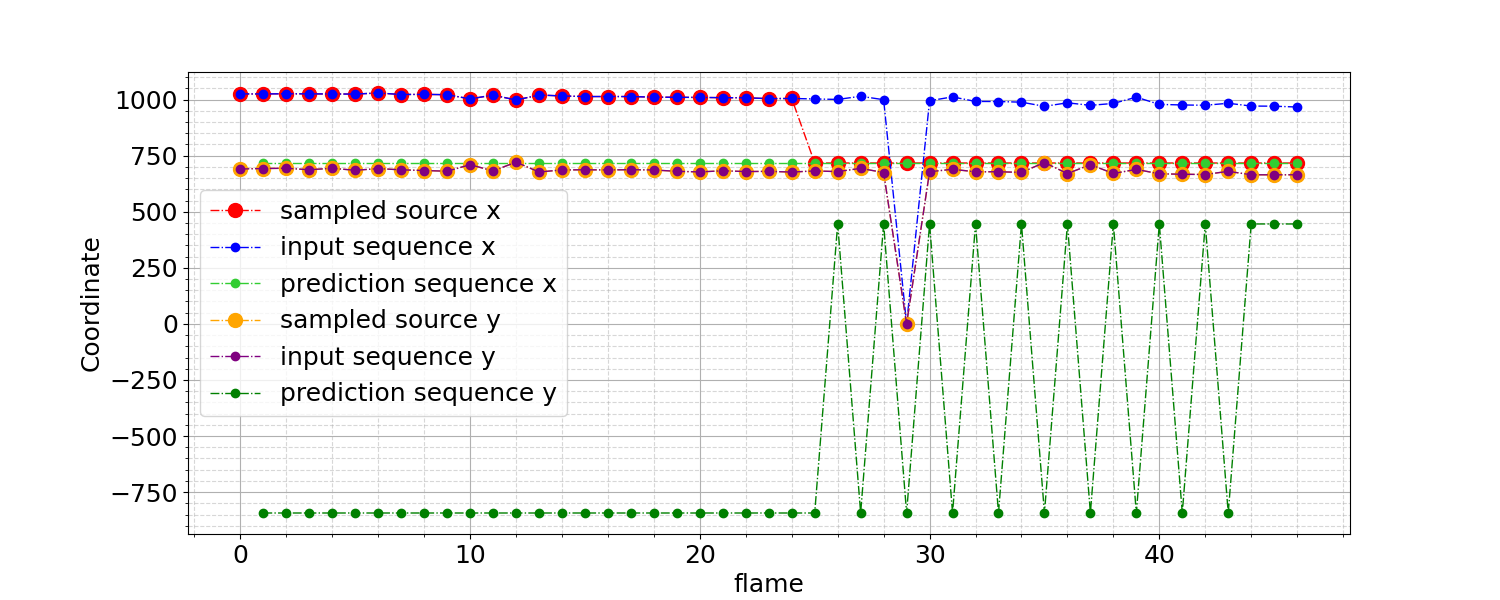 1000
750
500
250
0
−250
−500
−750
Coordinate
sampled source x
input sequence x
prediction sequence x
sampled source y
input sequence y
prediction sequence y
0 10 20 30 40
flame